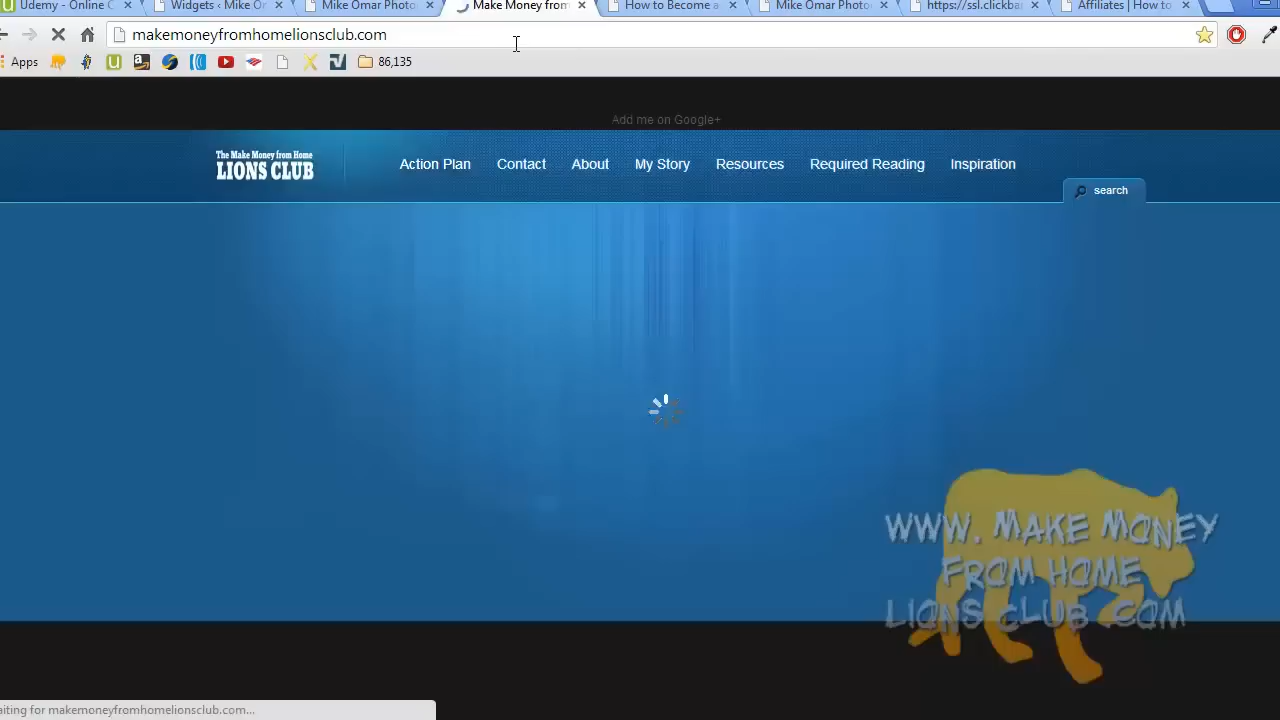 Udemy - Online C
Widgets ‹ Mike Or
Mike Omar Photo
Make Money from
How to Become a
Mike Omar Photo
https://ssl.clickba
Affiliates | How to
makemoneyfromhomelionsclub.com
Apps
86,135
Add me on Google+
The Make Money from Home
LIONS CLUB
Action Plan
Contact
About
My Story
Resources
Required Reading
Inspiration
search
WWW. MAKE MONEY
FROM HOME
LIONS CLUB .COM
aiting for makemoneyfromhomelionsclub.com...